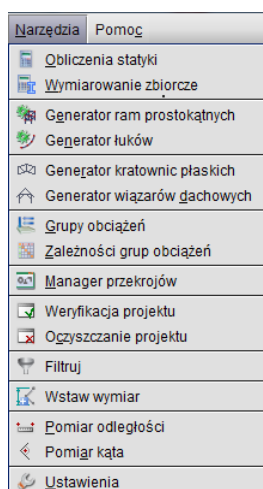 Narzędzia Pomoc
Obliczenia statyki
Wymiarowanie zbiorcze
Generator ram prostokątnych
Generator łuków
Generator kratownic płaskich
Generator wiązarów dachowych
Grupy obciążeń
Zależności grup obciążeń
Manager przekrojów
Weryfikacja projektu
Oczyszczanie projektu
Filtruj
Wstaw wymiar
Pomiar odległości
Pomiar kąta
Ustawienia